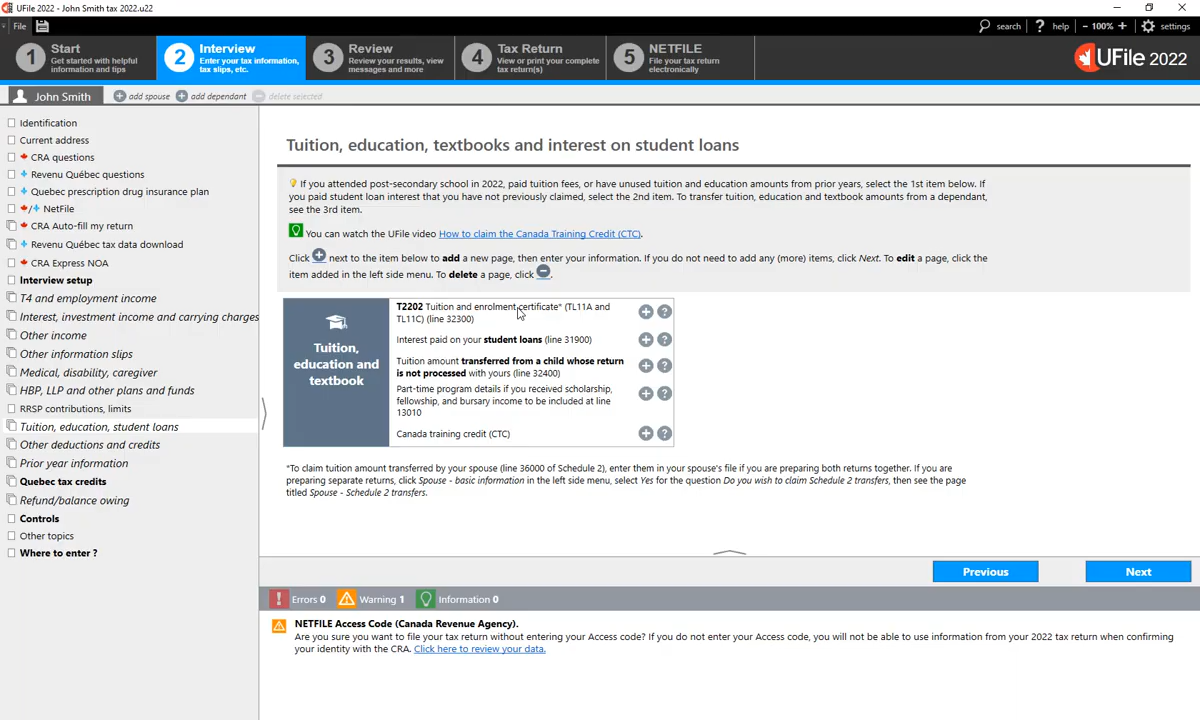 UFile 2022 - John Smith tax 2022.u22
File
search
help
- 100% +
settings
1
Start
Get started with helpful
information and tips
2
Interview
Enter your tax information,
tax slips, etc.
3
Review
Review your results, view
messages and more
4
Tax Return
View or print your complete
tax return(s)
5
NETFILE
File your tax return
electronically
UFile 2022
John Smith
add spouse
add dependant
delete selected
Identification
Current address
CRA questions
Revenu Québec questions
Quebec prescription drug insurance plan
/ NetFile
CRA Auto-fill my return
Revenu Québec tax data download
CRA Express NOA
Interview setup
T4 and employment income
Interest, investment income and carrying charges
Other income
Other information slips
Medical, disability, caregiver
HBP, LLP and other plans and funds
RRSP contributions, limits
Tuition, education, student loans
Other deductions and credits
Prior year information
Quebec tax credits
Refund/balance owing
Controls
Other topics
Where to enter ?
Tuition, education, textbooks and interest on student loans
If you attended post-secondary school in 2022, paid tuition fees, or have unused tuition and education amounts from prior years, select the 1st item below. If
you paid student loan interest that you have not previously claimed, select the 2nd item. To transfer tuition, education and textbook amounts from a dependant,
see the 3rd item.
You can watch the UFile video How to claim the Canada Training Credit (CTC).
Click + next to the item below to add a new page, then enter your information. If you do not need to add any (more) items, click Next. To edit a page, click the
item added in the left side menu. To delete a page, click -.
Tuition,
education and
textbook
T2202 Tuition and enrolment certificate* (TL11A and
TL11C) (line 32300)
Interest paid on your student loans (line 31900)
Tuition amount transferred from a child whose return
is not processed with yours (line 32400)
Part-time program details if you received scholarship,
fellowship, and bursary income to be included at line
13010
Canada training credit (CTC)
*To claim tuition amount transferred by your spouse (line 36000 of Schedule 2), enter them in your spouse's file if you are preparing both returns together. If you are
preparing separate returns, click Spouse - basic information in the left side menu, select Yes for the question Do you wish to claim Schedule 2 transfers, then see the page
titled Spouse - Schedule 2 transfers.
Previous
Next
Errors 0
Warning 1
Information 0
NETFILE Access Code (Canada Revenue Agency).
Are you sure you want to file your tax return without entering your Access code? If you do not enter your Access code, you will not be able to use information from your 2022 tax return when confirming
your identity with the CRA. Click here to review your data.